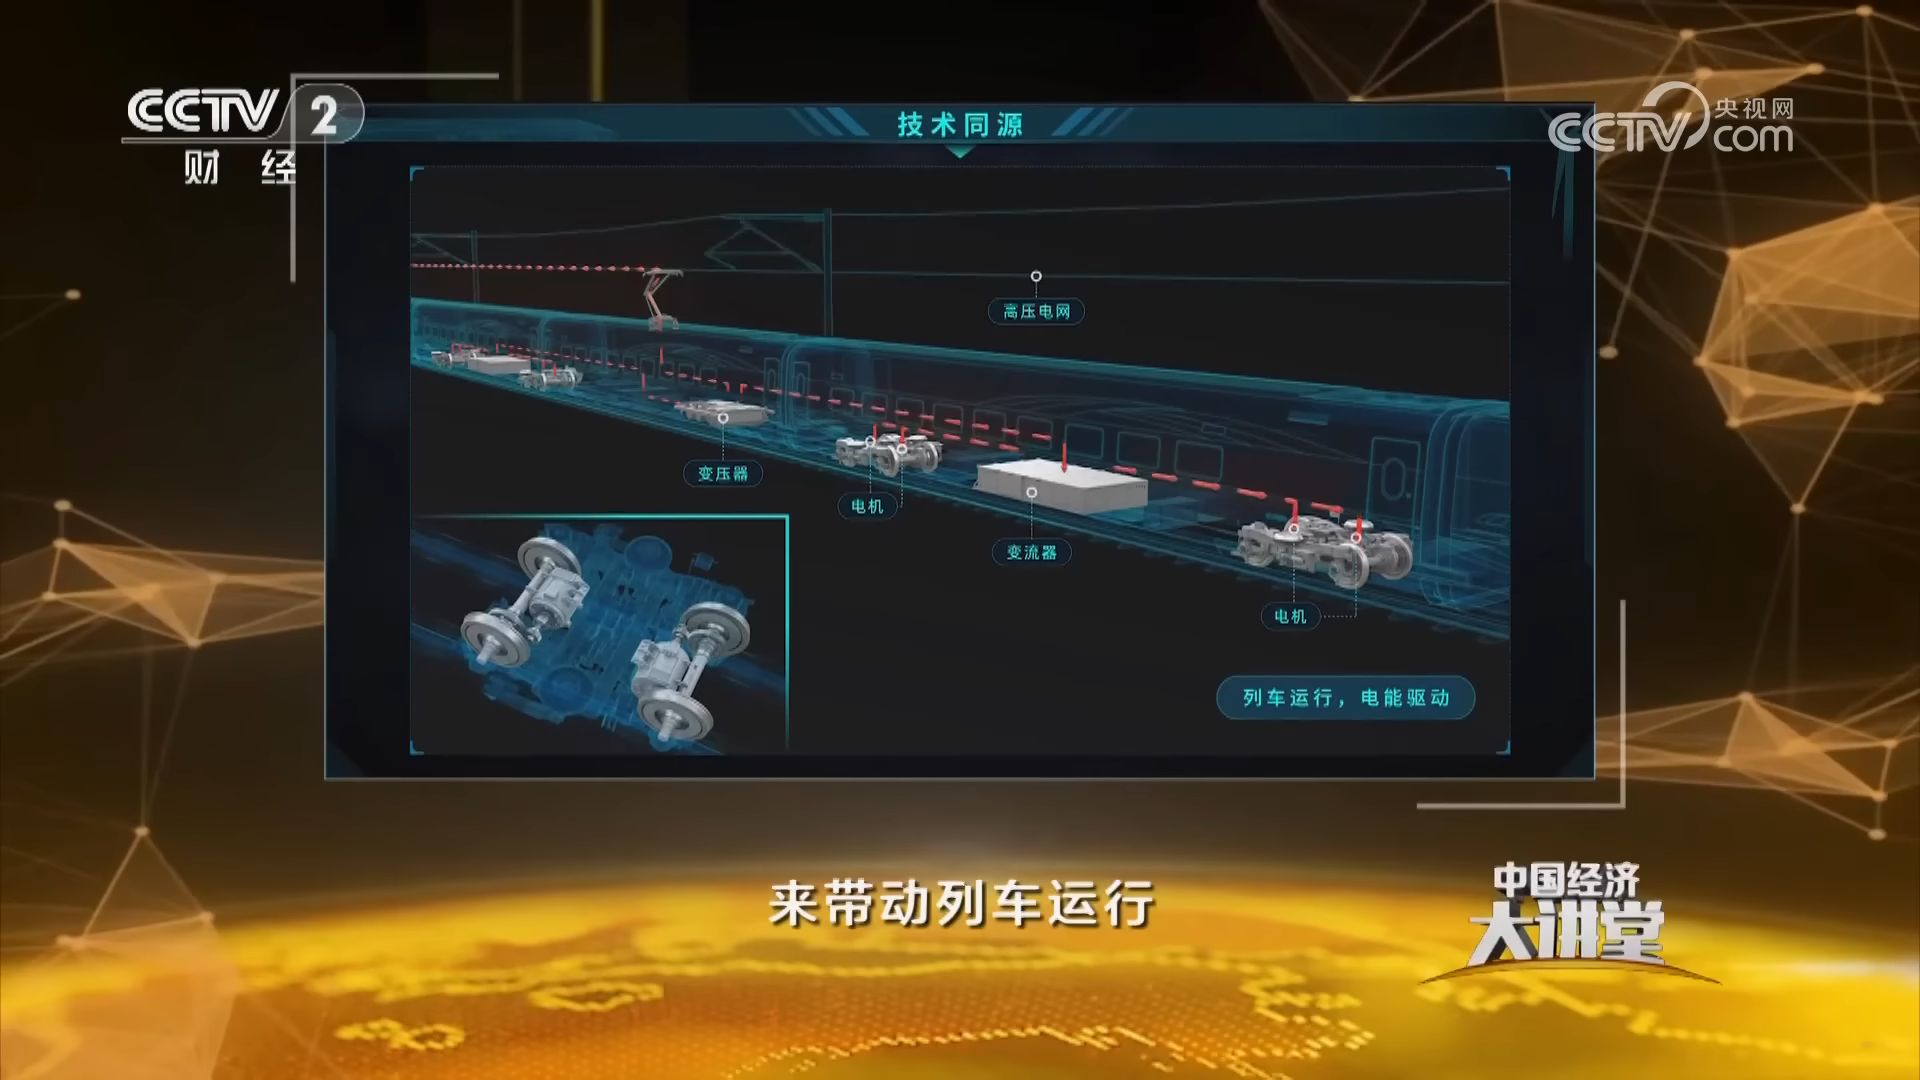 CCTV 2
财 经
技术同源
央视网
CCTV com
高压电网
变压器
电机
变流器
电机
列车运行，电能驱动
来带动列车运行
中国经济
大讲堂